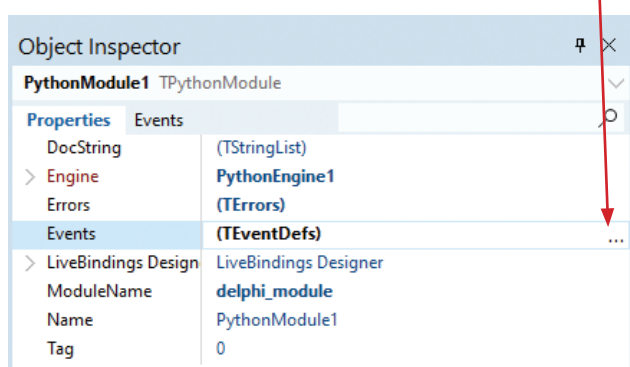 Object Inspector
PythonModule1 TPythonModule
Properties Events
DocString (TStringList)
Engine PythonEngine1
Errors (TErrors)
Events (TEventDefs) ...
LiveBindings Design LiveBindings Designer
ModuleName delphi_module
Name PythonModule1
Tag 0